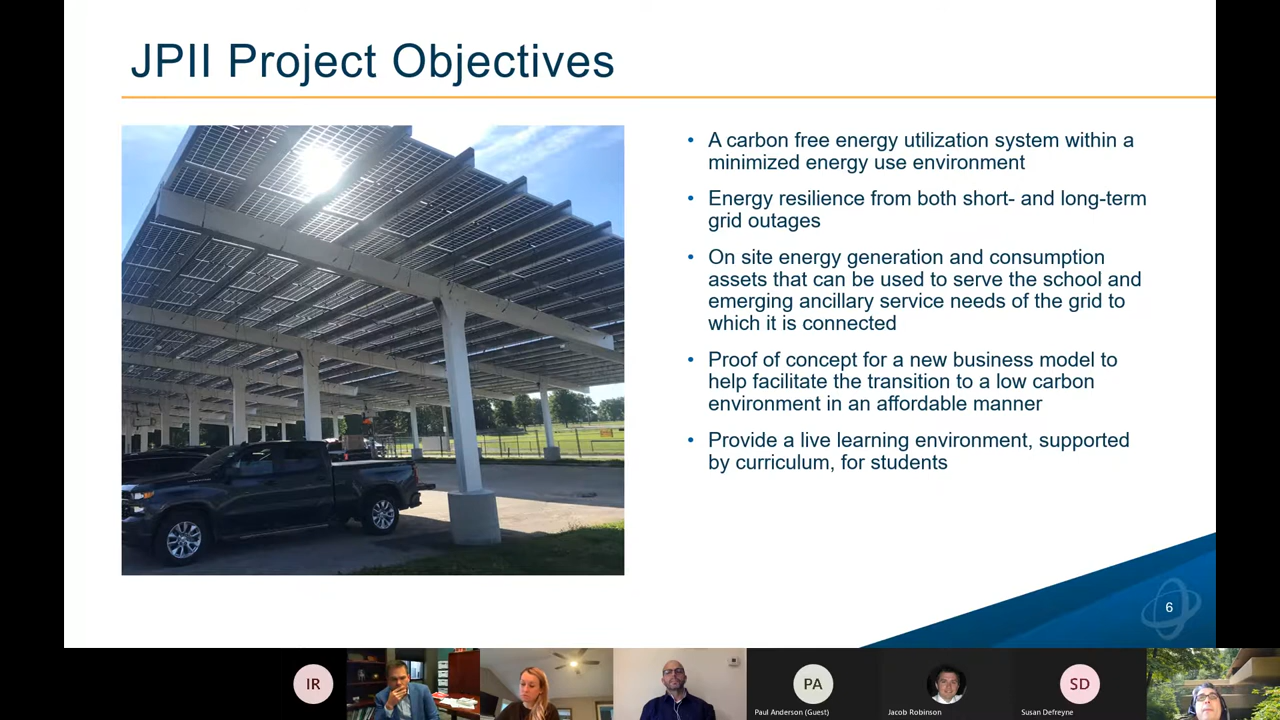 JPII Project Objectives
• A carbon free energy utilization system within a
minimized energy use environment
• Energy resilience from both short- and long-term
grid outages
• On site energy generation and consumption
assets that can be used to serve the school and
emerging ancillary service needs of the grid to
which it is connected
• Proof of concept for a new business model to
help facilitate the transition to a low carbon
environment in an affordable manner
• Provide a live learning environment, supported
by curriculum, for students
6
IR
PA
SD
Paul Anderson (Guest)
Jacob Robinson
Susan Defreyne